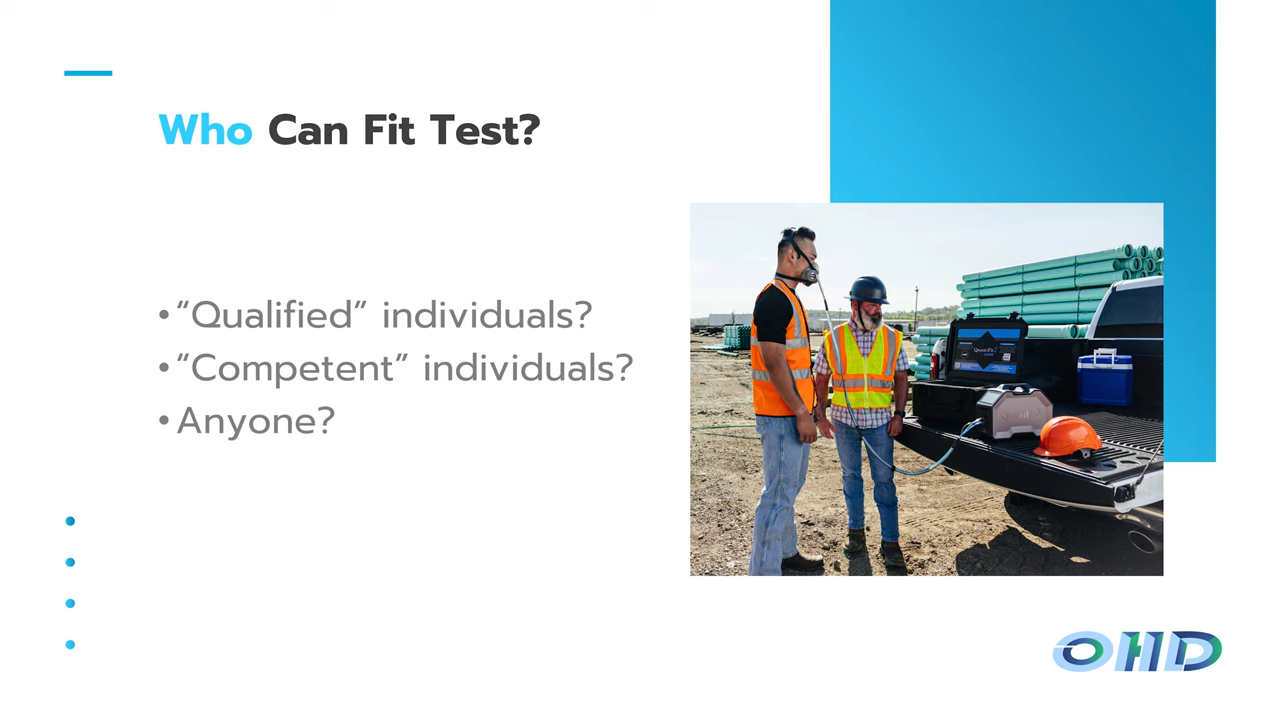 Who Can Fit Test?
• “Qualified” individuals?
• “Competent” individuals?
• Anyone?
OHD